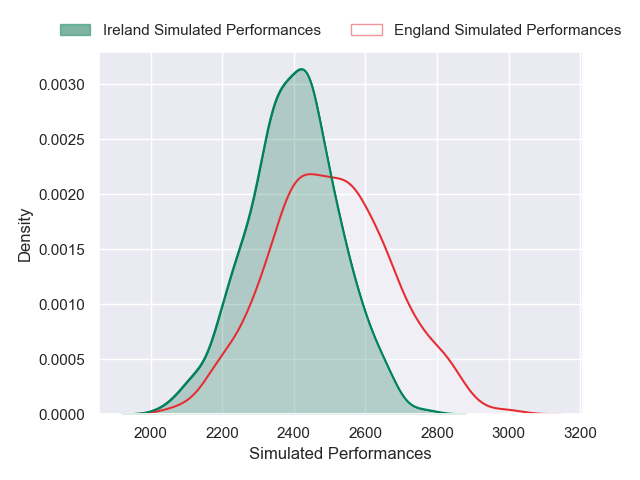 Ireland Simulated Performances England Simulated Performances
0.0030
0.0025
0.0020
0.0015
0.0010
0.0005
0.0000
Density
2000 2200 2400 2600 2800 3000 3200
Simulated Performances